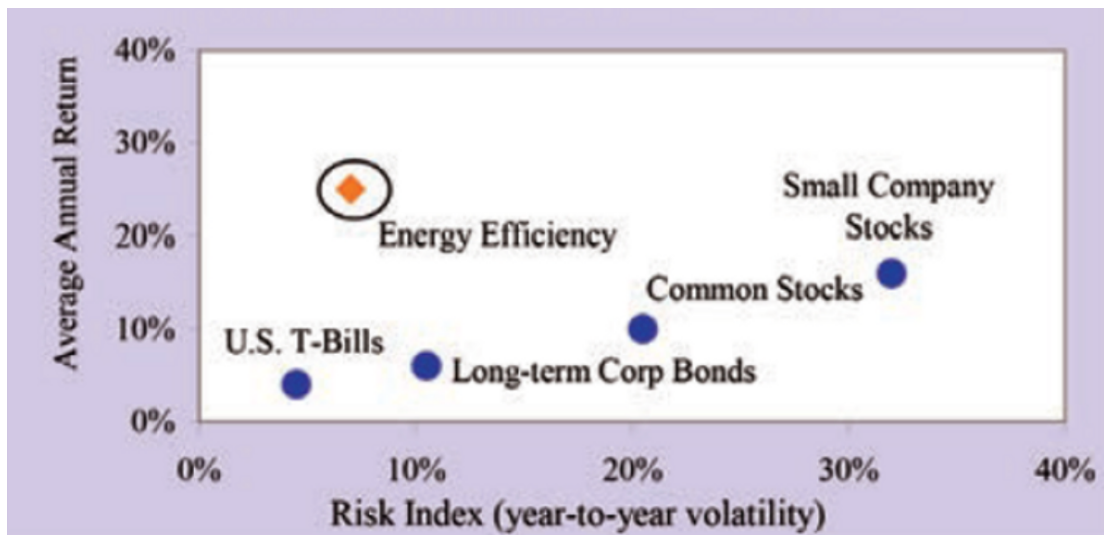 Average Annual Return
40%
30%
20%
10%
0%
Energy Efficiency
Small Company
Stocks
Common Stocks
U.S. T-Bills
Long-term Corp Bonds
0% 10% 20% 30% 40%
Risk Index (year-to-year volatility)